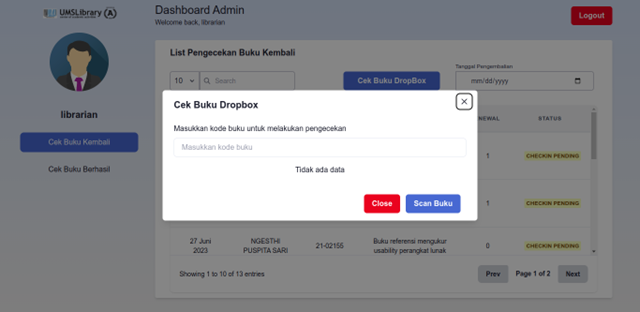 UMSLibrary
Dashboard Admin
Welcome back, librarian
Logout
librarian
Cek Buku Kembali
Cek Buku Berhasil
List Pengecekan Buku Kembali
10
Search
Cek Buku DropBox
Tanggal Pengembalian
mm/dd/yyyy
NEWAL
STATUS
1
CHECKIN PENDING
1
CHECKIN PENDING
Cek Buku Dropbox
Masukkan kode buku untuk melakukan pengecekan
Masukkan kode buku
Tidak ada data
Close
Scan Buku
27 Juni
2023
NGESTHI
PUSPITA SARI
21-02155
Buku referensi mengukur
usability perangkat lunak
0
CHECKIN PENDING
Showing 1 to 10 of 13 entries
Prev
Page 1 of 2
Next